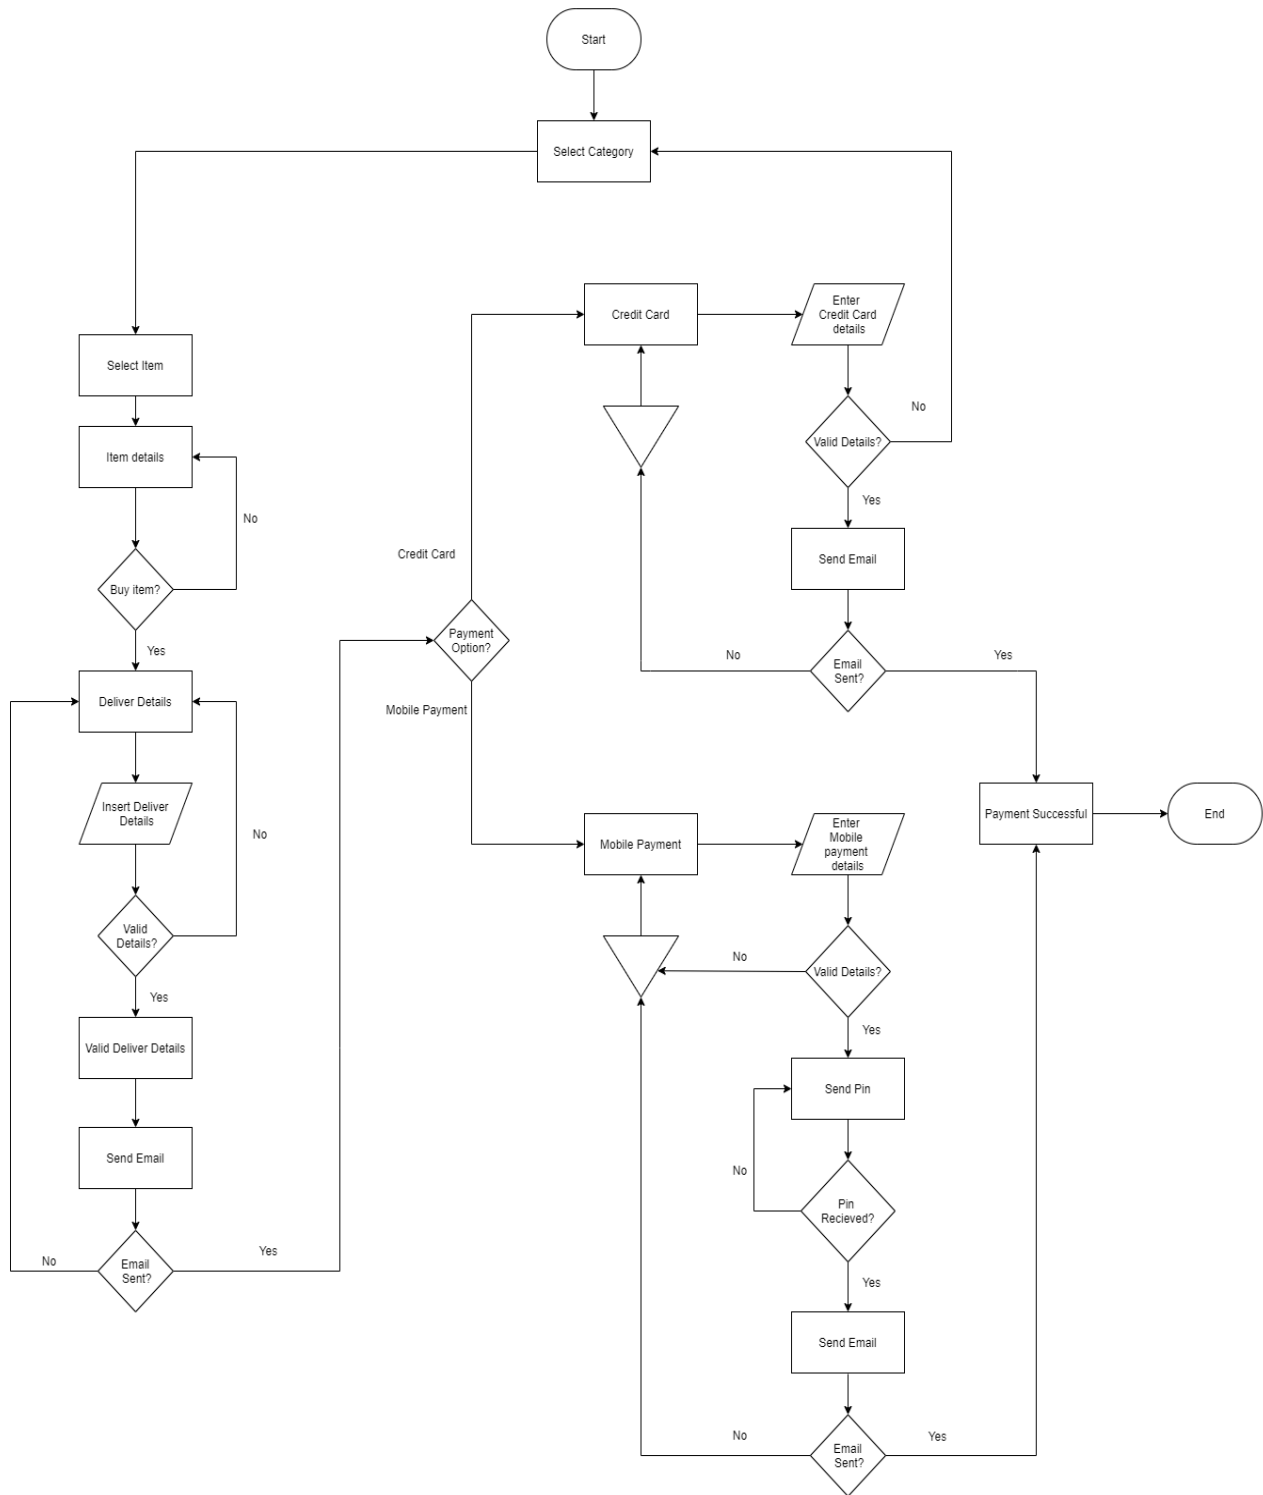 Start
Select Category
Select Item
Item details
No
Buy item?
Yes
Deliver Details
Insert Deliver
Details
No
Valid
Details?
Yes
Valid Deliver Details
Send Email
Email
Sent?
No
Yes
Payment
Option?
Credit Card
Mobile Payment
Credit Card
Enter
Credit Card
details
Valid Details?
No
Yes
Send Email
Email
Sent?
No
Yes
Mobile Payment
Enter
Mobile
payment
details
Valid Details?
No
Yes
Send Pin
Pin
Recieved?
No
Yes
Send Email
Email
Sent?
No
Yes
Payment Successful
End